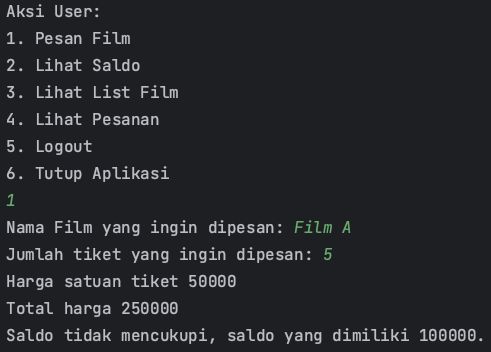 Aksi User:
1. Pesan Film
2. Lihat Saldo
3. Lihat List Film
4. Lihat Pesanan
5. Logout
6. Tutup Aplikasi
1
Nama Film yang ingin dipesan: Film A
Jumlah tiket yang ingin dipesan: 5
Harga satuan tiket 50000
Total harga 250000
Saldo tidak mencukupi, saldo yang dimiliki 100000.